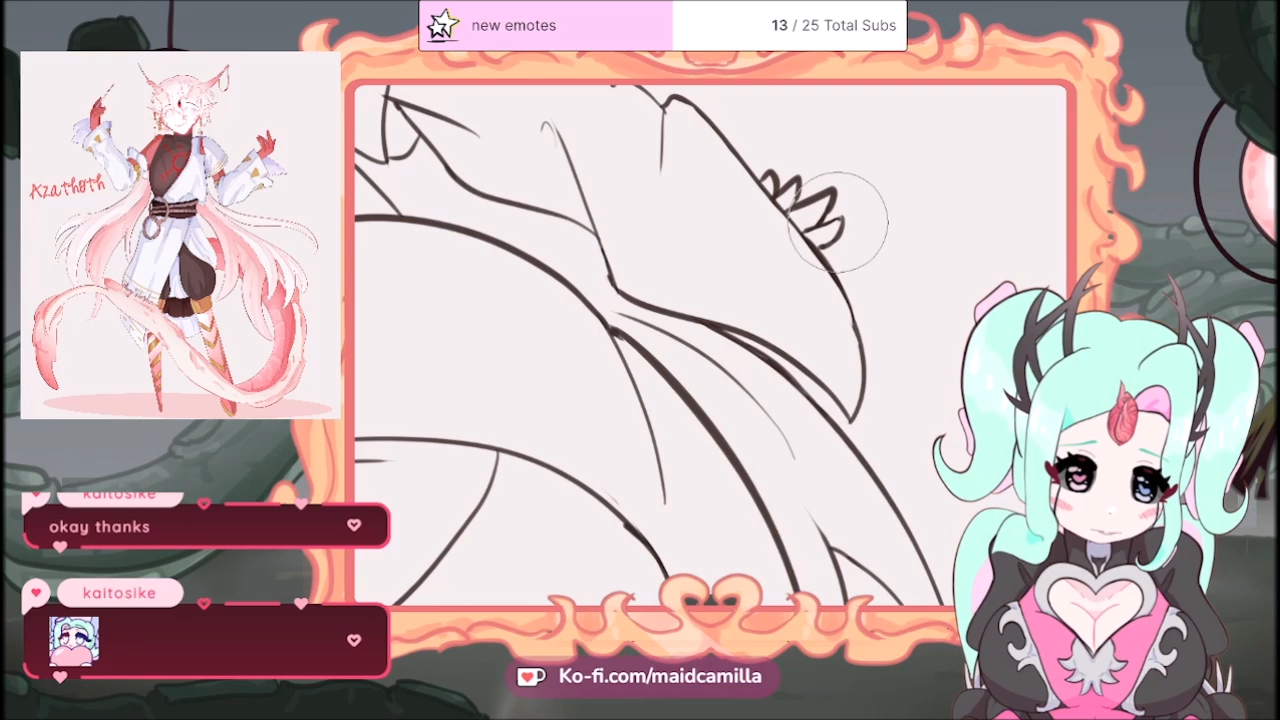 new emotes
13 / 25 Total Subs
Azathoth
kaitosike
okay thanks
kaitosike
Ko-fi.com/maidcamilla